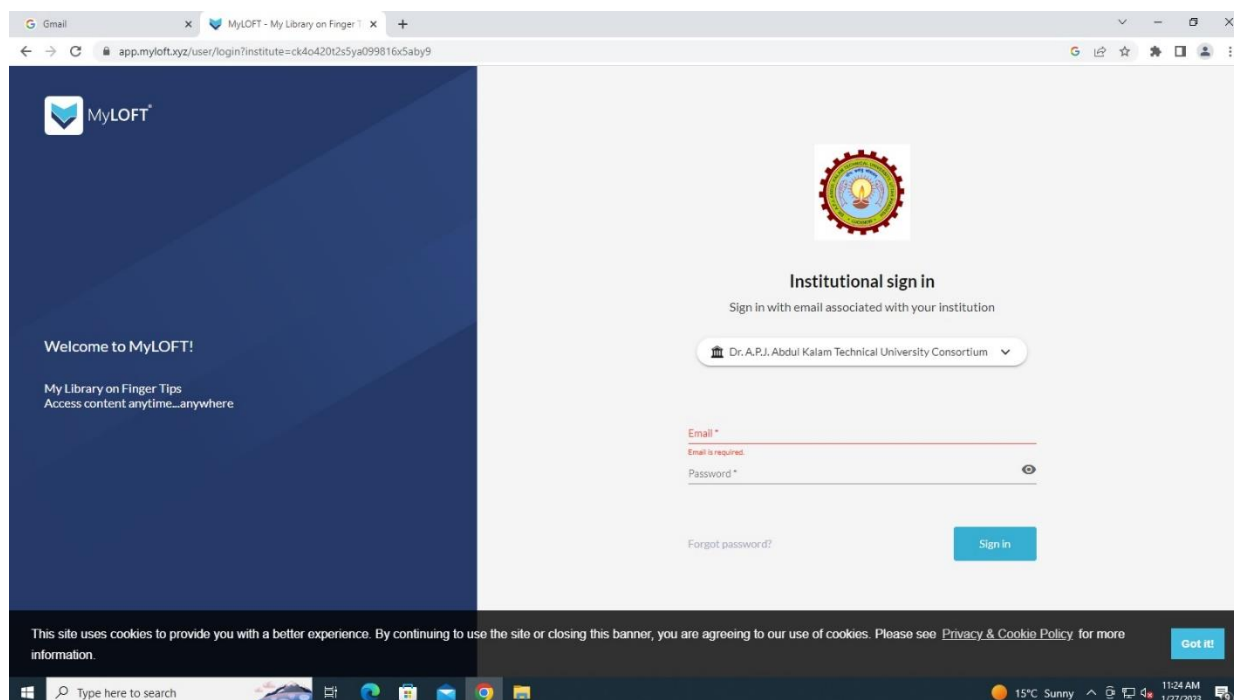 Gmail
MyLOFT - My Library on Finger T
app.myloft.xyz/user/login?institute=ck4o420t2s5ya099816x5aby9
MyLOFT
Institutional sign in
Sign in with email associated with your institution
Dr. A.P.J. Abdul Kalam Technical University Consortium
Welcome to MyLOFT!
My Library on Finger Tips
Access content anytime...anywhere
Email *
Email is required.
Password *
Forgot password?
Sign in
This site uses cookies to provide you with a better experience. By continuing to use the site or closing this banner, you are agreeing to our use of cookies. Please see Privacy & Cookie Policy for more
information.
Got it!
Type here to search
15°C Sunny
11:24 AM
1/27/2023